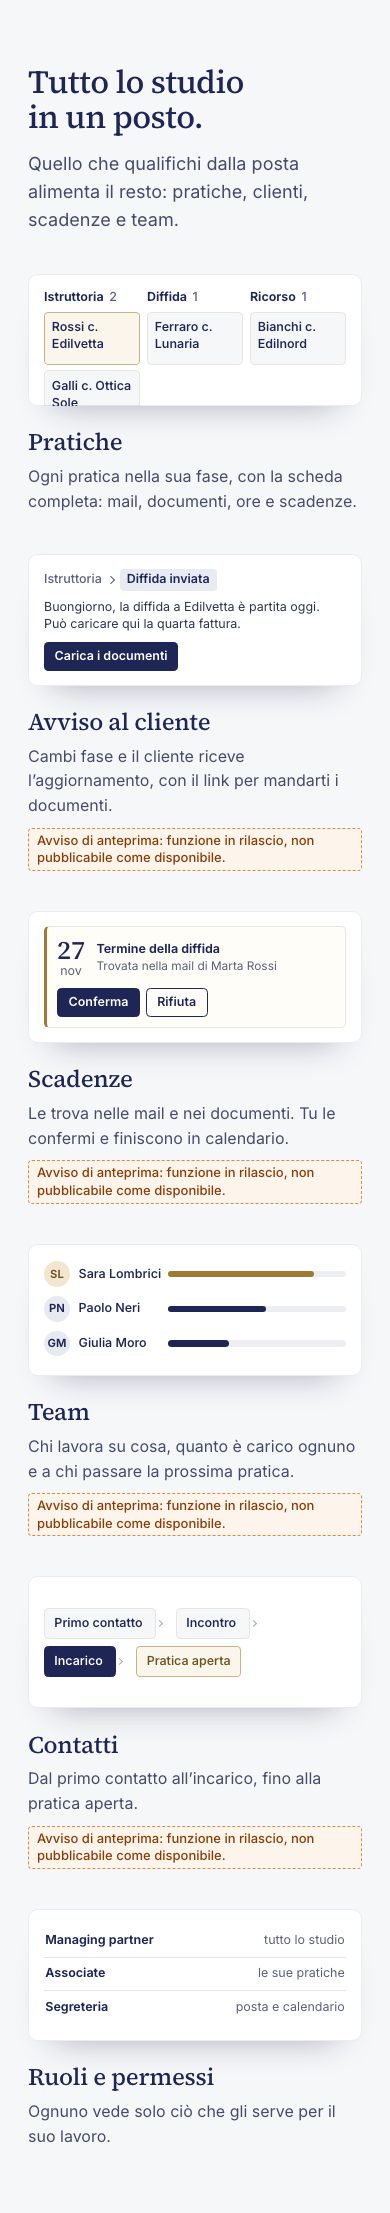 Tutto lo studio
in un posto.
Quello che qualifichi dalla posta
alimenta il resto: pratiche, clienti,
scadenze e team.
Istruttoria 2 Diffida 1 Ricorso 1
Rossi c. Ferraro c. Bianchi c.
Edilvetta Lunaria Edilnord
Galli c. Ottica
Sole
Pratiche
Ogni pratica nella sua fase, con la scheda
completa: mail, documenti, ore e scadenze.
Istruttoria > Diffida inviata
Buongiorno, la diffida a Edilvetta è partita oggi.
Può caricare qui la quarta fattura.
Carica i documenti
Avviso al cliente
Cambi fase e il cliente riceve
l’aggiornamento, con il link per mandarti i
documenti.
Avviso di anteprima: funzione in rilascio, non
pubblicabile come disponibile.
27 Termine della diffida
nov Trovata nella mail di Marta Rossi
Conferma Rifiuta
Scadenze
Le trova nelle mail e nei documenti. Tu le
confermi e finiscono in calendario.
Avviso di anteprima: funzione in rilascio, non
pubblicabile come disponibile.
SL Sara Lombrici
PN Paolo Neri
GM Giulia Moro
Team
Chi lavora su cosa, quanto è carico ognuno
e a chi passare la prossima pratica.
Avviso di anteprima: funzione in rilascio, non
pubblicabile come disponibile.
Primo contatto > Incontro >
Incarico > Pratica aperta
Contatti
Dal primo contatto all’incarico, fino alla
pratica aperta.
Avviso di anteprima: funzione in rilascio, non
pubblicabile come disponibile.
Managing partner tutto lo studio
Associate le sue pratiche
Segreteria posta e calendario
Ruoli e permessi
Ognuno vede solo ciò che gli serve per il
suo lavoro.